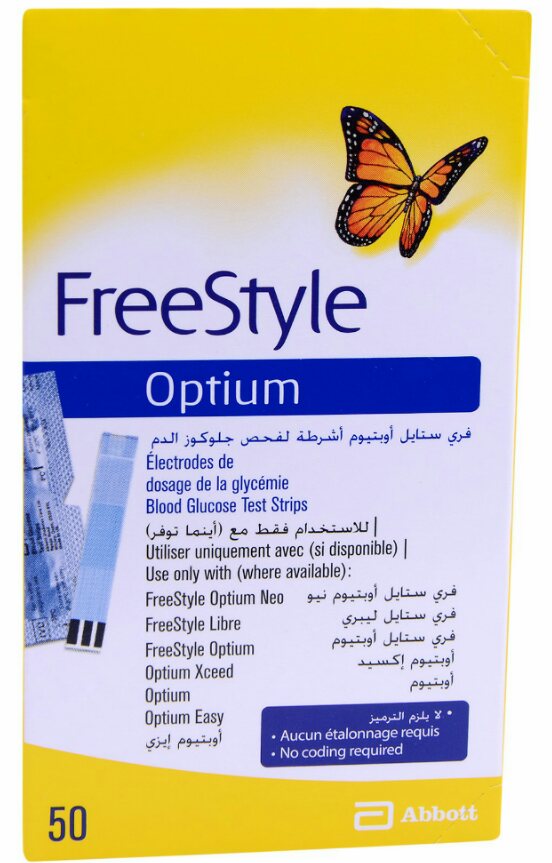 FreeStyle
Optium
فري ستايل أوبتيوم أشرطة لفحص جلوكوز الدم
Électrodes de
dosage de la glycémie
Blood Glucose Test Strips
للاستخدام فقط مع (أينما توفر) |
Utiliser uniquement avec (si disponible) |
Use only with (where available):
FreeStyle Optium Neo فري ستايل أوبتيوم نيو
FreeStyle Libre فري ستايل ليبري
FreeStyle Optium فري ستايل أوبتيوم
Optium Xceed أوبتيوم إكسيد
Optium أوبتيوم
Optium Easy
أوبتيوم إيزي
• لا يلزم الترميز
• Aucun étalonnage requis
• No coding required
50
Abbott